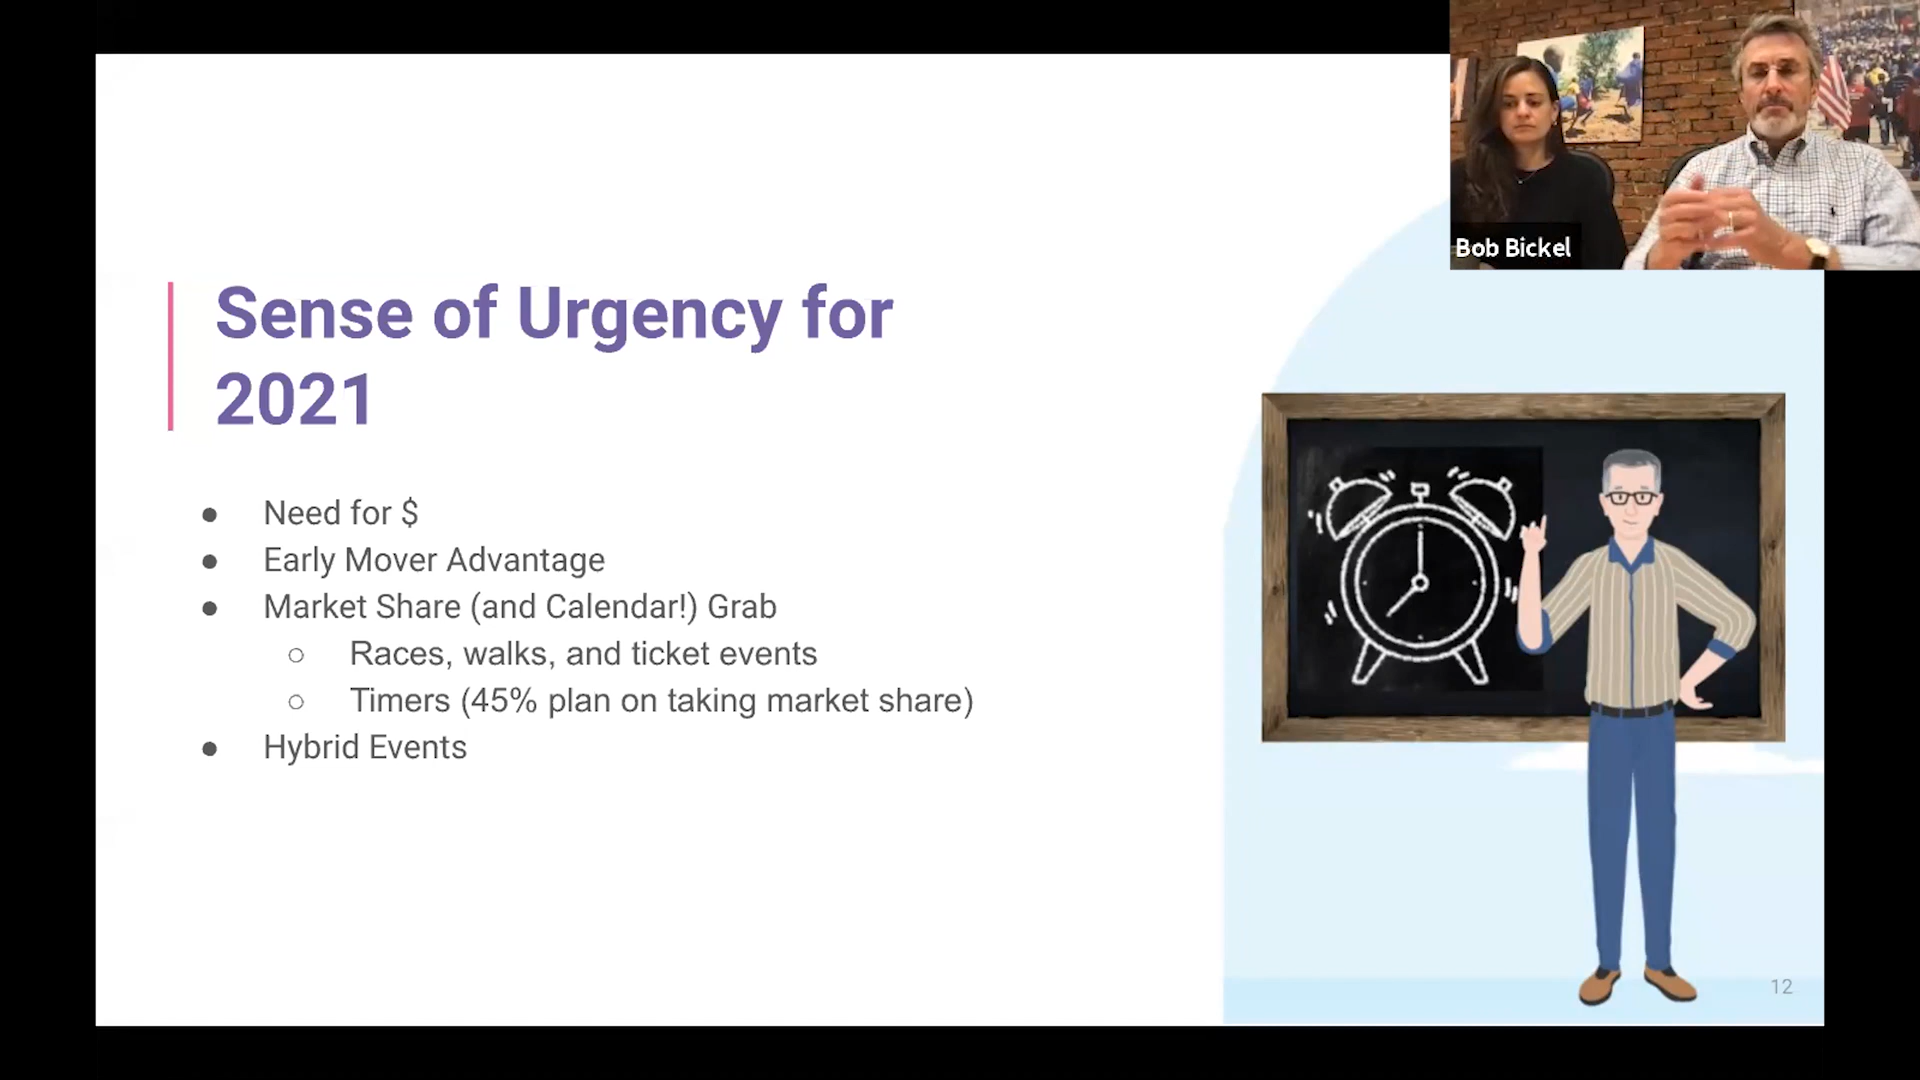 Bob Bickel
Sense of Urgency for
2021
● Need for $
● Early Mover Advantage
● Market Share (and Calendar!) Grab
○ Races, walks, and ticket events
○ Timers (45% plan on taking market share)
● Hybrid Events
12